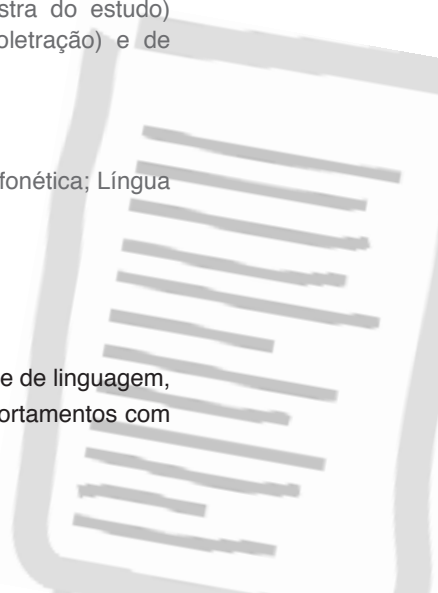 stra do estudo)
oletração) e de
fonética; Língua
e de linguagem,
ortamentos com